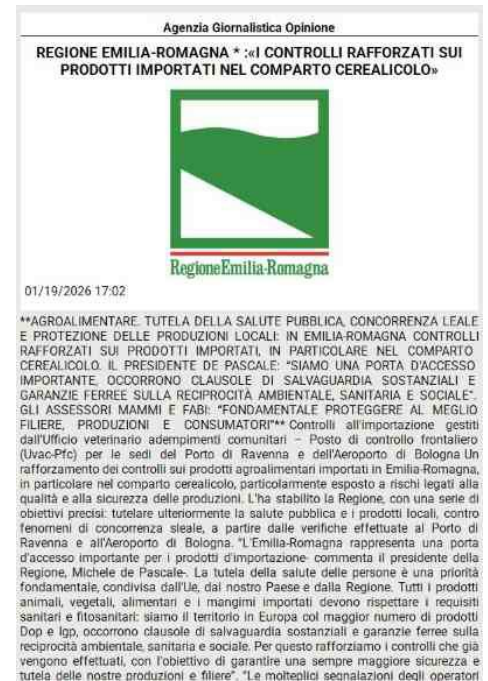 Agenzia Giornalistica Opinione
REGIONE EMILIA-ROMAGNA * :«I CONTROLLI RAFFORZATI SUI
PRODOTTI IMPORTATI NEL COMPARTO CEREALICOLO»
RegioneEmilia-Romagna
01/19/2026 17:02
**AGROALIMENTARE. TUTELA DELLA SALUTE PUBBLICA, CONCORRENZA LEALE
E PROTEZIONE DELLE PRODUZIONI LOCALI: IN EMILIA-ROMAGNA CONTROLLI
RAFFORZATI SUI PRODOTTI IMPORTATI, IN PARTICOLARE NEL COMPARTO
CEREALICOLO. IL PRESIDENTE DE PASCALE: "SIAMO UNA PORTA D'ACCESSO
IMPORTANTE, OCCORRONO CLAUSOLE DI SALVAGUARDIA SOSTANZIALI E
GARANZIE FERREE SULLA RECIPROCITÀ AMBIENTALE, SANITARIA E SOCIALE".
GLI ASSESSORI MAMMI E FABI: "FONDAMENTALE PROTEGGERE AL MEGLIO
FILIERE, PRODUZIONI E CONSUMATORI"** Controlli all'importazione gestiti
dall'Ufficio veterinario adempimenti comunitari – Posto di controllo frontaliero
(Uvac-Pfc) per le sedi del Porto di Ravenna e dell'Aeroporto di Bologna Un
rafforzamento dei controlli sui prodotti agroalimentari importati in Emilia-Romagna,
in particolare nel comparto cerealicolo, particolarmente esposto a rischi legati alla
qualità e alla sicurezza delle produzioni. L'ha stabilito la Regione, con una serie di
obiettivi precisi: tutelare ulteriormente la salute pubblica e i prodotti locali, contro
fenomeni di concorrenza sleale, a partire dalle verifiche effettuate al Porto di
Ravenna e all'Aeroporto di Bologna. "L'Emilia-Romagna rappresenta una porta
d'accesso importante per i prodotti d'importazione- commenta il presidente della
Regione, Michele de Pascale-. La tutela della salute delle persone è una priorità
fondamentale, condivisa dall'Ue, dal nostro Paese e dalla Regione. Tutti i prodotti
animali, vegetali, alimentari e i mangimi importati devono rispettare i requisiti
sanitari e fitosanitari: siamo il territorio in Europa col maggior numero di prodotti
Dop e Igp, occorrono clausole di salvaguardia sostanziali e garanzie ferree sulla
reciprocità ambientale, sanitaria e sociale. Per questo rafforziamo i controlli che già
vengono effettuati, con l'obiettivo di garantire una sempre maggiore sicurezza e
tutela delle nostre produzioni e filiere". "Le molteplici segnalazioni degli operatori